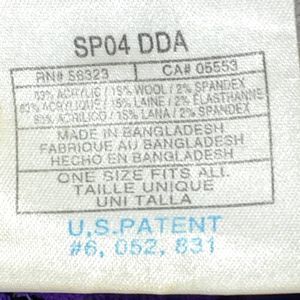 SP04 DDA
RN# 56323 CA# 05553
83% ACRYLIC / 15% WOOL / 2% SPANDEX
83% ACRYLIQUE / 15% LAINE / 2% ELASTHANNE
83% ACRILICO / 15% LANA / 2% SPANDEX
MADE IN BANGLADESH
FABRIQUE AU BANGLADESH
HECHO EN BANGLADESH
ONE SIZE FITS ALL
TAILLE UNIQUE
UNI TALLA
U.S.PATENT
#6, 052, 831